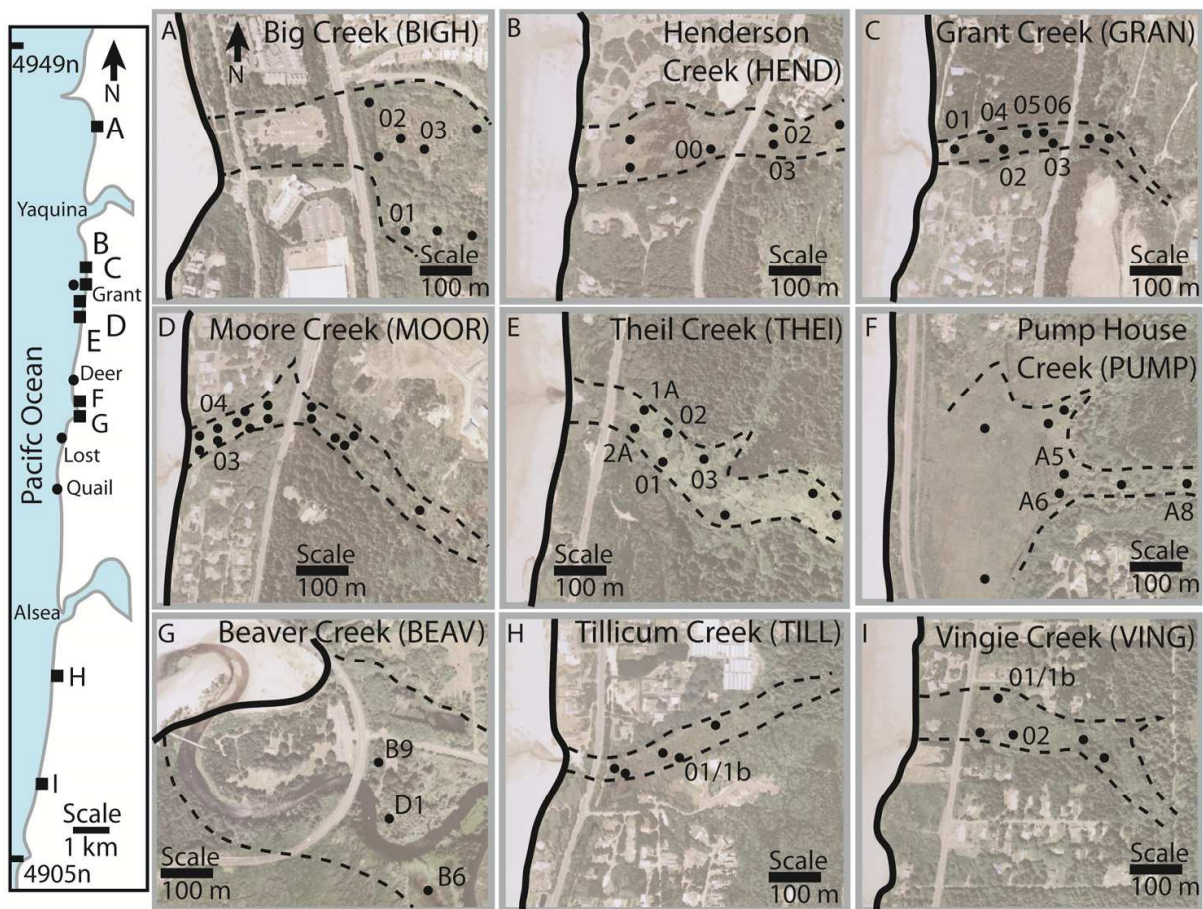 4949n
N
A
Yaquina
B
C
Grant
D
E
Deer
F
G
Lost
Quail
Pacifc Ocean
Alsea
H
I
Scale
1 km
4905n
A
Big Creek (BIGH)
N
02
03
01
Scale
100 m
B
Henderson
Creek (HEND)
00
02
03
Scale
100 m
C
Grant Creek (GRAN)
01
04
05
06
02
03
Scale
100 m
D
Moore Creek (MOOR)
04
03
Scale
100 m
E
Theil Creek (THEI)
1A
02
2A
01
03
Scale
100 m
F
Pump House
Creek (PUMP)
A5
A6
A8
Scale
100 m
G
Beaver Creek (BEAV)
B9
D1
B6
Scale
100 m
H
Tillicum Creek (TILL)
01/1b
Scale
100 m
I
Vingie Creek (VING)
01/1b
02
Scale
100 m